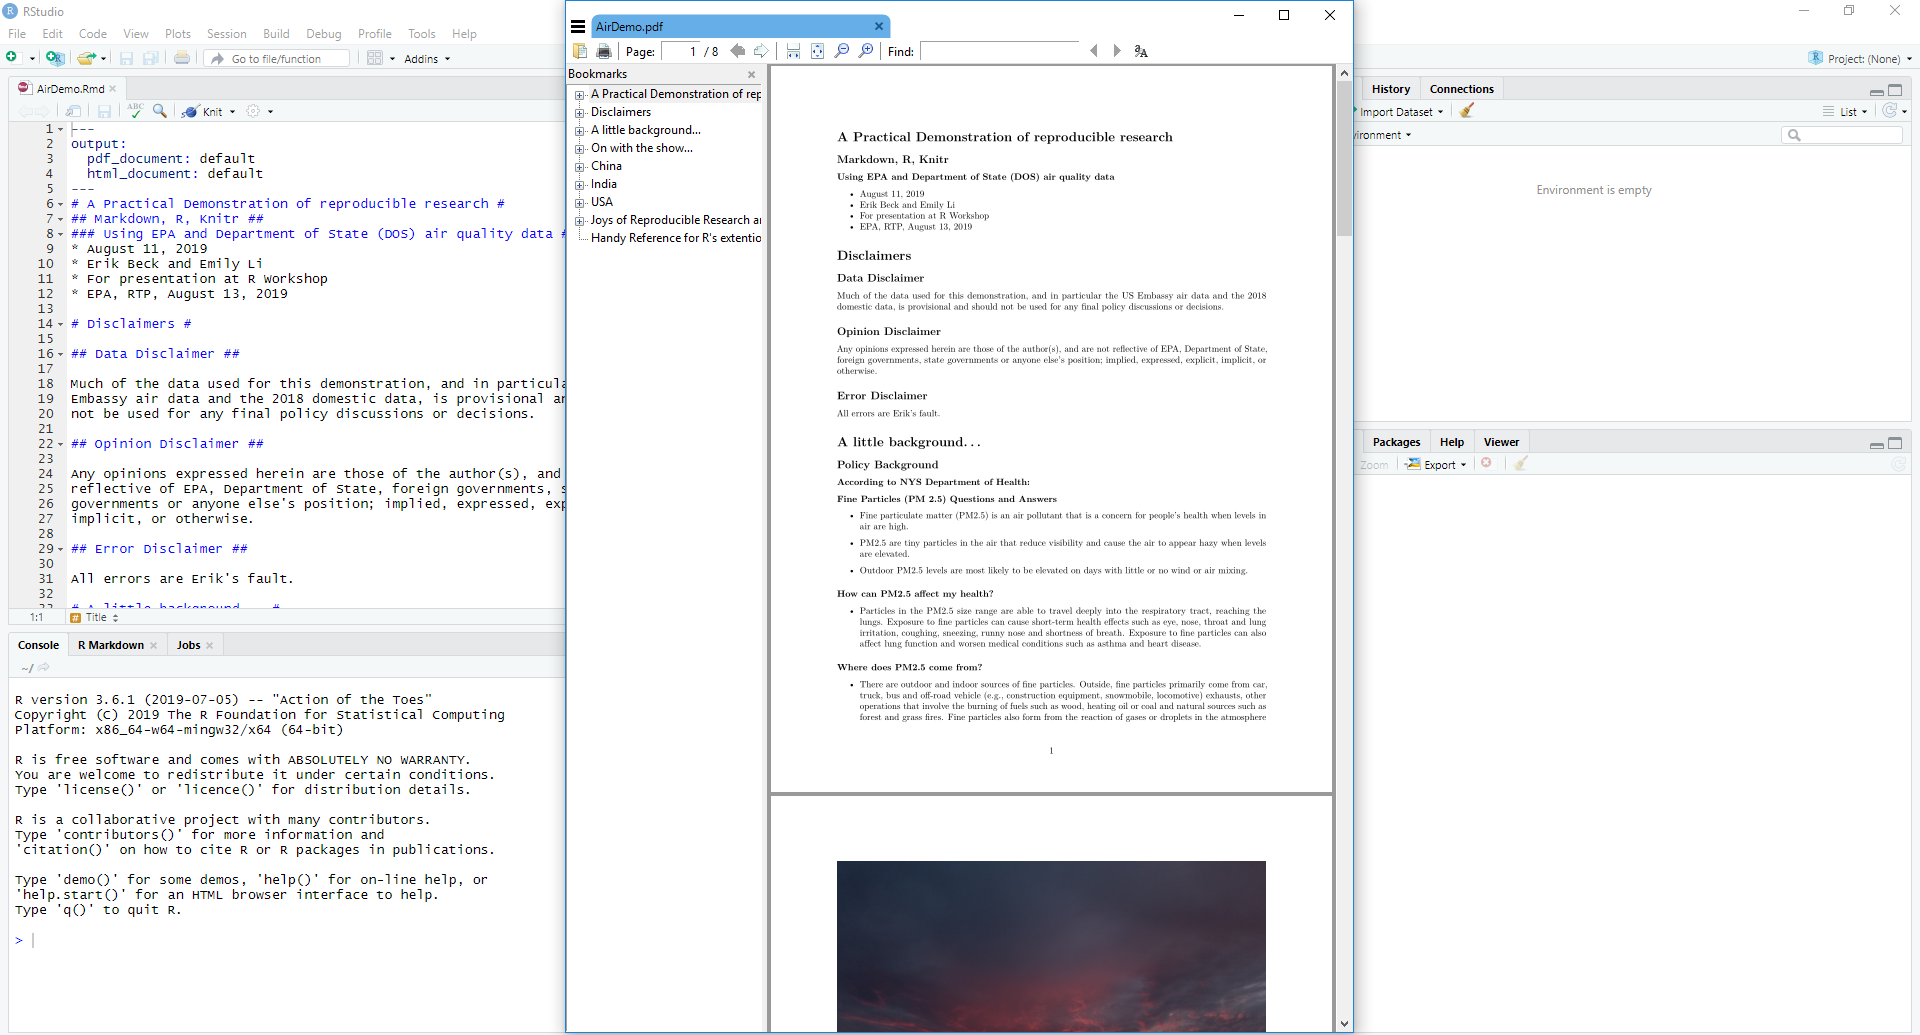 RStudio
File Edit Code View Plots Session Build Debug Profile Tools Help
Go to file/function Addins Project: (None)
AirDemo.Rmd
ABC Knit
1 ---
2 output:
3 pdf_document: default
4 html_document: default
5 ---
6 # A Practical Demonstration of reproducible research #
7 ## Markdown, R, Knitr ##
8 ### Using EPA and Department of State (DOS) air quality data #
9 * August 11, 2019
10 * Erik Beck and Emily Li
11 * For presentation at R Workshop
12 * EPA, RTP, August 13, 2019
13
14 # Disclaimers #
15
16 ## Data Disclaimer ##
17
18 Much of the data used for this demonstration, and in particula
19 Embassy air data and the 2018 domestic data, is provisional an
20 not be used for any final policy discussions or decisions.
21
22 ## Opinion Disclaimer ##
23
24 Any opinions expressed herein are those of the author(s), and
25 reflective of EPA, Department of State, foreign governments, s
26 governments or anyone else's position; implied, expressed, exp
27 implicit, or otherwise.
28
29 ## Error Disclaimer ##
30
31 All errors are Erik's fault.
32
1:1 # Title
Console R Markdown Jobs
~/
R version 3.6.1 (2019-07-05) -- "Action of the Toes"
Copyright (C) 2019 The R Foundation for Statistical Computing
Platform: x86_64-w64-mingw32/x64 (64-bit)
R is free software and comes with ABSOLUTELY NO WARRANTY.
You are welcome to redistribute it under certain conditions.
Type 'license()' or 'licence()' for distribution details.
R is a collaborative project with many contributors.
Type 'contributors()' for more information and
'citation()' on how to cite R or R packages in publications.
Type 'demo()' for some demos, 'help()' for on-line help, or
'help.start()' for an HTML browser interface to help.
Type 'q()' to quit R.
>
AirDemo.pdf
Page: 1 / 8 Find:
Bookmarks
A Practical Demonstration of rep
Disclaimers
A little background...
On with the show...
China
India
USA
Joys of Reproducible Research an
Handy Reference for R's extentio
A Practical Demonstration of reproducible research
Markdown, R, Knitr
Using EPA and Department of State (DOS) air quality data
• August 11, 2019
• Erik Beck and Emily Li
• For presentation at R Workshop
• EPA, RTP, August 13, 2019
Disclaimers
Data Disclaimer
Much of the data used for this demonstration, and in particular the US Embassy air data and the 2018
domestic data, is provisional and should not be used for any final policy discussions or decisions.
Opinion Disclaimer
Any opinions expressed herein are those of the author(s), and are not reflective of EPA, Department of State,
foreign governments, state governments or anyone else's position; implied, expressed, explicit, implicit, or
otherwise.
Error Disclaimer
All errors are Erik's fault.
A little background...
Policy Background
According to NYS Department of Health:
Fine Particles (PM 2.5) Questions and Answers
• Fine particulate matter (PM2.5) is an air pollutant that is a concern for people's health when levels in
air are high.
• PM2.5 are tiny particles in the air that reduce visibility and cause the air to appear hazy when levels
are elevated.
• Outdoor PM2.5 levels are most likely to be elevated on days with little or no wind or air mixing.
How can PM2.5 affect my health?
• Particles in the PM2.5 size range are able to travel deeply into the respiratory tract, reaching the
lungs. Exposure to fine particles can cause short-term health effects such as eye, nose, throat and lung
irritation, coughing, sneezing, runny nose and shortness of breath. Exposure to fine particles can also
affect lung function and worsen medical conditions such as asthma and heart disease.
Where does PM2.5 come from?
• There are outdoor and indoor sources of fine particles. Outside, fine particles primarily come from car,
truck, bus and off-road vehicle (e.g., construction equipment, snowmobile, locomotive) exhausts, other
operations that involve the burning of fuels such as wood, heating oil or coal and natural sources such as
forest and grass fires. Fine particles also form from the reaction of gases or droplets in the atmosphere
1
History Connections
Import Dataset List
ironment
Environment is empty
Packages Help Viewer
Zoom Export